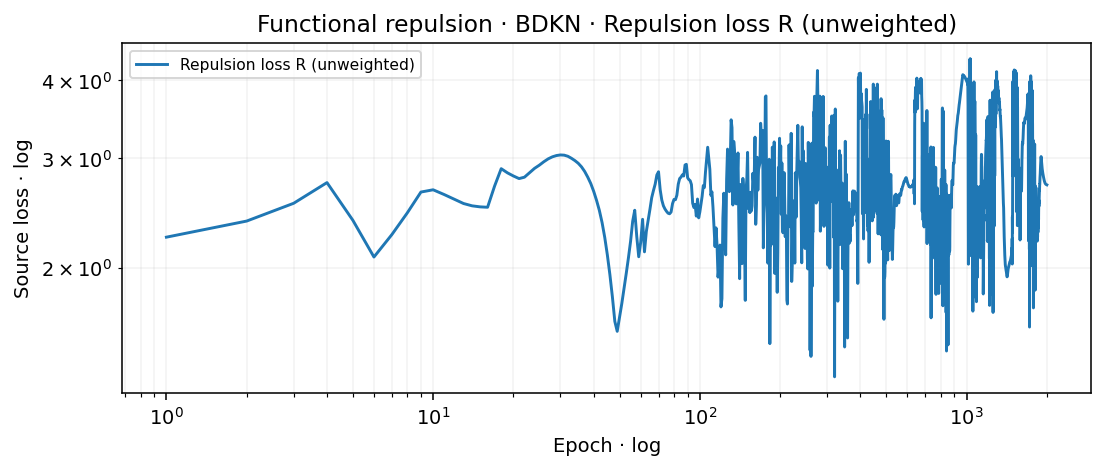 Functional repulsion · BDKN · Repulsion loss R (unweighted)
Repulsion loss R (unweighted)
Source loss · log
4 × 10⁰
3 × 10⁰
2 × 10⁰
10⁰ 10¹ 10² 10³
Epoch · log